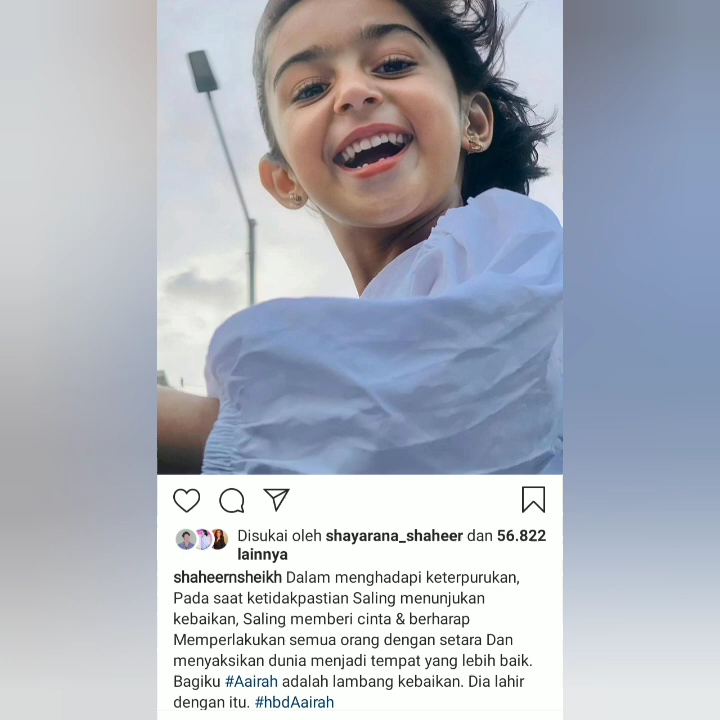 Disukai oleh shayarana_shaheer dan 56.822
lainnya
shaheernsheikh Dalam menghadapi keterpurukan,
Pada saat ketidakpastian Saling menunjukan
kebaikan, Saling memberi cinta & berharap
Memperlakukan semua orang dengan setara Dan
menyaksikan dunia menjadi tempat yang lebih baik.
Bagiku #Aairah adalah lambang kebaikan. Dia lahir
dengan itu. #hbdAairah